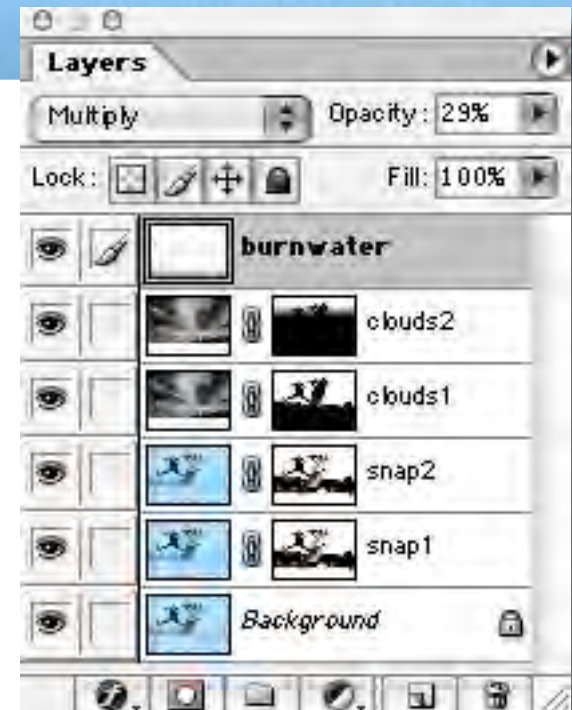 Layers
Multiply Opacity: 29%
Lock: Fill: 100%
burnwater
clouds2
clouds1
snap2
snap1
Background